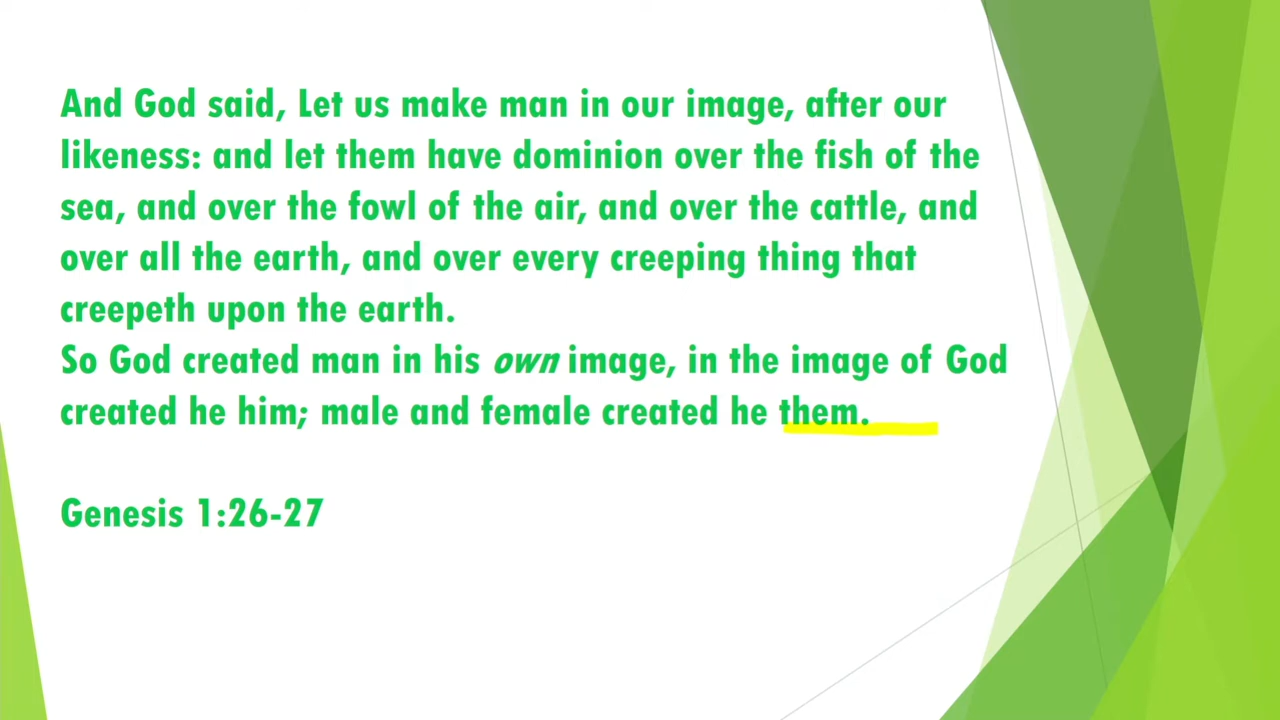 And God said, Let us make man in our image, after our
likeness: and let them have dominion over the fish of the
sea, and over the fowl of the air, and over the cattle, and
over all the earth, and over every creeping thing that
creepeth upon the earth.
So God created man in his own image, in the image of God
created he him; male and female created he them.
Genesis 1:26-27